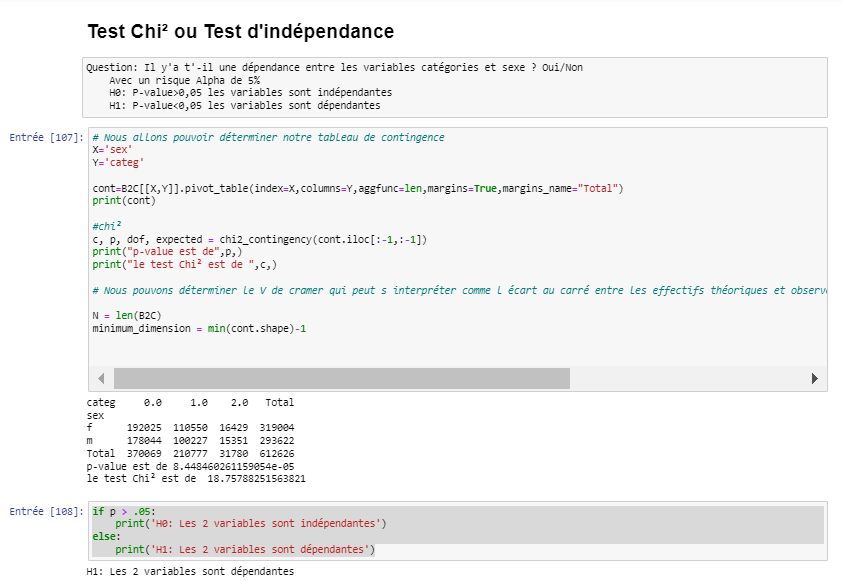 Test Chi² ou Test d'indépendance
Question: Il y'a t'-il une dépendance entre les variables catégories et sexe ? Oui/Non
Avec un risque Alpha de 5%
H0: P-value>0,05 les variables sont indépendantes
H1: P-value<0,05 les variables sont dépendantes
Entrée [107]:
# Nous allons pouvoir déterminer notre tableau de contingence
X='sex'
Y='categ'
cont=B2C[[X,Y]].pivot_table(index=X,columns=Y,aggfunc=len,margins=True,margins_name="Total")
print(cont)
#chi²
c, p, dof, expected = chi2_contingency(cont.iloc[:-1,:-1])
print("p-value est de",p,)
print("le test Chi² est de ",c,)
# Nous pouvons déterminer le V de cramer qui peut s interpréter comme l écart au carré entre les effectifs théoriques et
N = len(B2C)
minimum_dimension = min(cont.shape)-1
categ 0.0 1.0 2.0 Total
sex
f 192025 110550 16429 319004
m 178044 100227 15351 293622
Total 370069 210777 31780 612626
p-value est de 8.448460261159054e-05
le test Chi² est de 18.75788251563821
Entrée [108]:
if p > .05:
print('H0: Les 2 variables sont indépendantes')
else:
print('H1: Les 2 variables sont dépendantes')
H1: Les 2 variables sont dépendantes